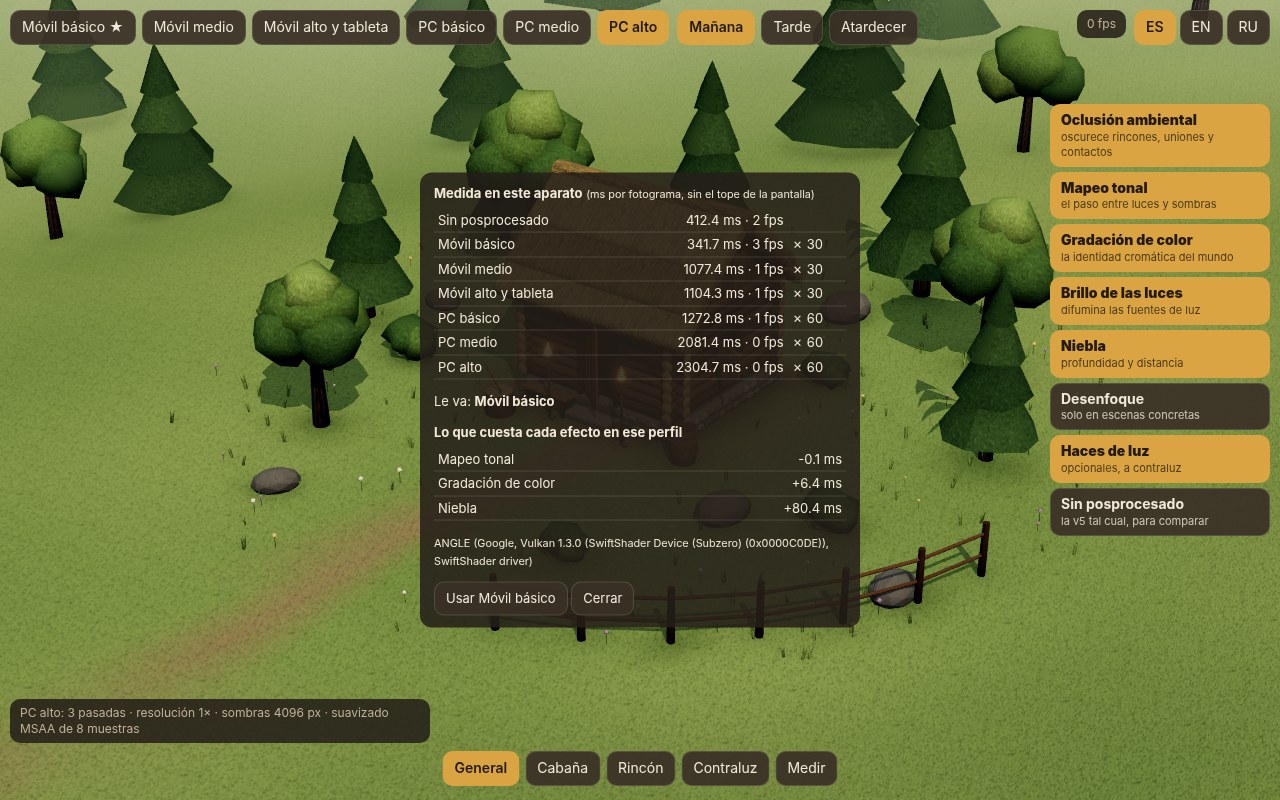 Móvil básico ★
Móvil medio
Móvil alto y tableta
PC básico
PC medio
PC alto
Mañana
Tarde
Atardecer
0 fps
ES
EN
RU
Oclusión ambiental
oscurece rincones, uniones y
contactos
Mapeo tonal
el paso entre luces y sombras
Gradación de color
la identidad cromática del mundo
Brillo de las luces
difumina las fuentes de luz
Niebla
profundidad y distancia
Desenfoque
solo en escenas concretas
Haces de luz
opcionales, a contraluz
Sin posprocesado
la v5 tal cual, para comparar
Medida en este aparato (ms por fotograma, sin el tope de la pantalla)
Sin posprocesado 412.4 ms · 2 fps
Móvil básico 341.7 ms · 3 fps × 30
Móvil medio 1077.4 ms · 1 fps × 30
Móvil alto y tableta 1104.3 ms · 1 fps × 30
PC básico 1272.8 ms · 1 fps × 60
PC medio 2081.4 ms · 0 fps × 60
PC alto 2304.7 ms · 0 fps × 60
Le va: Móvil básico
Lo que cuesta cada efecto en ese perfil
Mapeo tonal -0.1 ms
Gradación de color +6.4 ms
Niebla +80.4 ms
ANGLE (Google, Vulkan 1.3.0 (SwiftShader Device (Subzero) (0x0000C0DE)),
SwiftShader driver)
Usar Móvil básico
Cerrar
PC alto: 3 pasadas · resolución 1× · sombras 4096 px · suavizado
MSAA de 8 muestras
General
Cabaña
Rincón
Contraluz
Medir